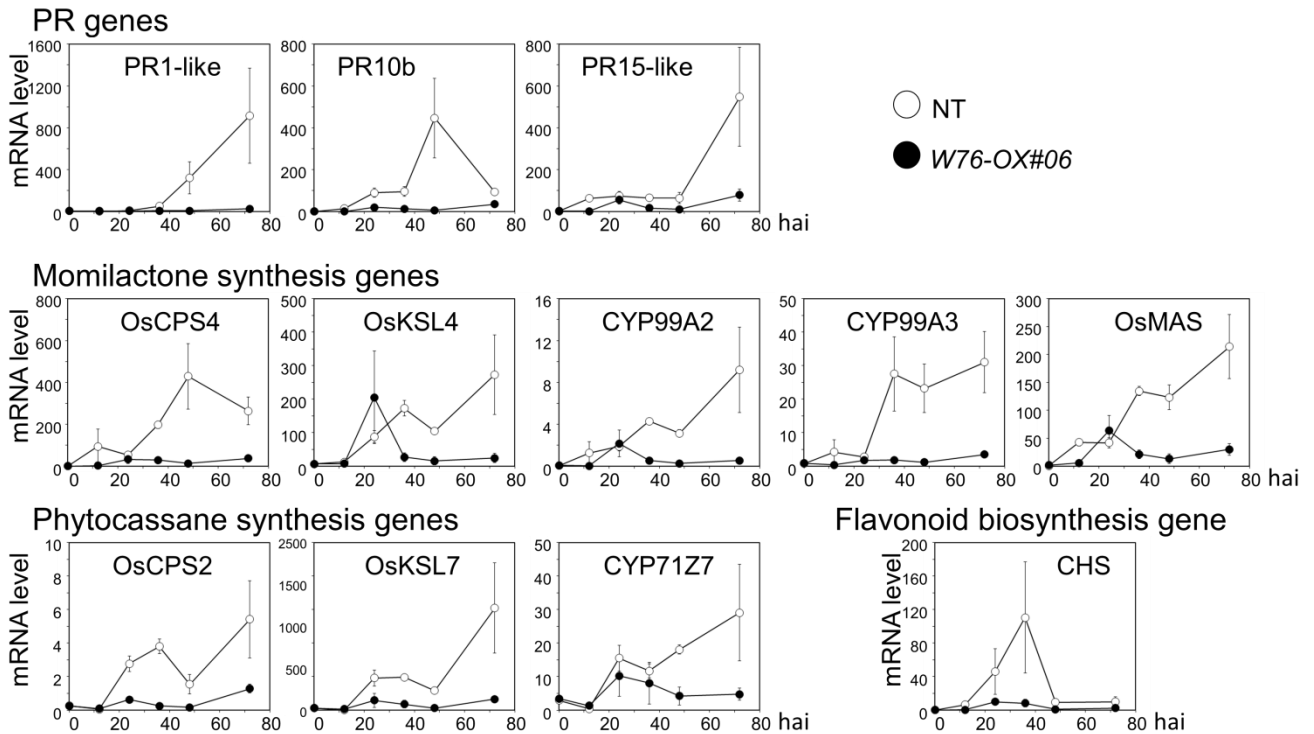 PR genes
PR1-like
PR10b
PR15-like
mRNA level
1600
1200
800
400
0
0 20 40 60 80
800
600
400
200
0
0 20 40 60 80
800
600
400
200
0
0 20 40 60 80 hai
NT
W76-OX#06
Momilactone synthesis genes
OsCPS4
OsKSL4
CYP99A2
CYP99A3
OsMAS
mRNA level
800
600
400
200
0
0 20 40 60 80
500
400
300
200
100
0
0 20 40 60 80
16
12
8
4
0
0 20 40 60 80
50
40
30
20
10
0
0 20 40 60 80
300
250
200
150
100
50
0
0 20 40 60 80 hai
Phytocassane synthesis genes
Flavonoid biosynthesis gene
OsCPS2
OsKSL7
CYP71Z7
CHS
mRNA level
10
8
6
4
2
0
0 20 40 60 80
2500
1500
1000
500
0
0 20 40 60 80
50
40
30
20
10
0
0 20 40 60 80
mRNA level
200
160
120
80
40
0
0 20 40 60 80 hai